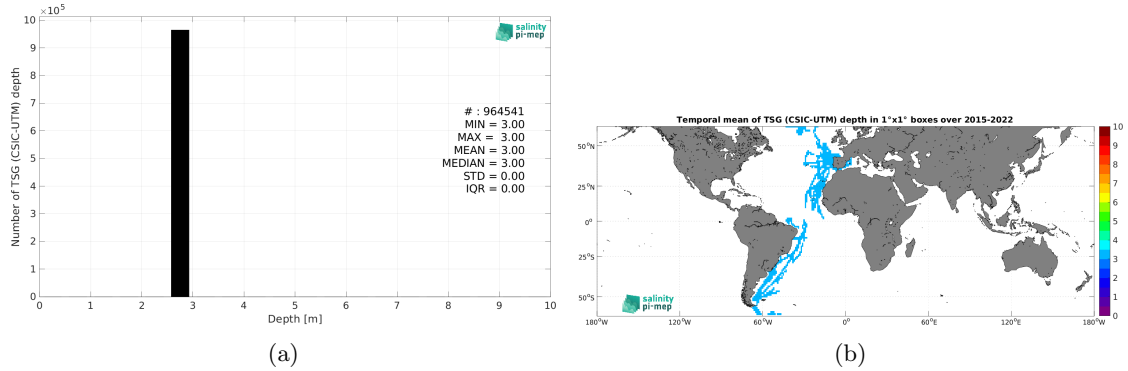 ×10⁵
10
9
8
7
6
5
4
3
2
1
0
Number of TSG (CSIC-UTM) depth
0 1 2 3 4 5 6 7 8 9 10
Depth [m]
salinity
pi-mep
# : 964541
MIN = 3.00
MAX = 3.00
MEAN = 3.00
MEDIAN = 3.00
STD = 0.00
IQR = 0.00
(a)
Temporal mean of TSG (CSIC-UTM) depth in 1°x1° boxes over 2015-2022
50°N
25°N
0°
25°S
50°S
180°W 120°W 60°W 0° 60°E 120°E 180°W
salinity
pi-mep
10
9
8
7
6
5
4
3
2
1
0
(b)